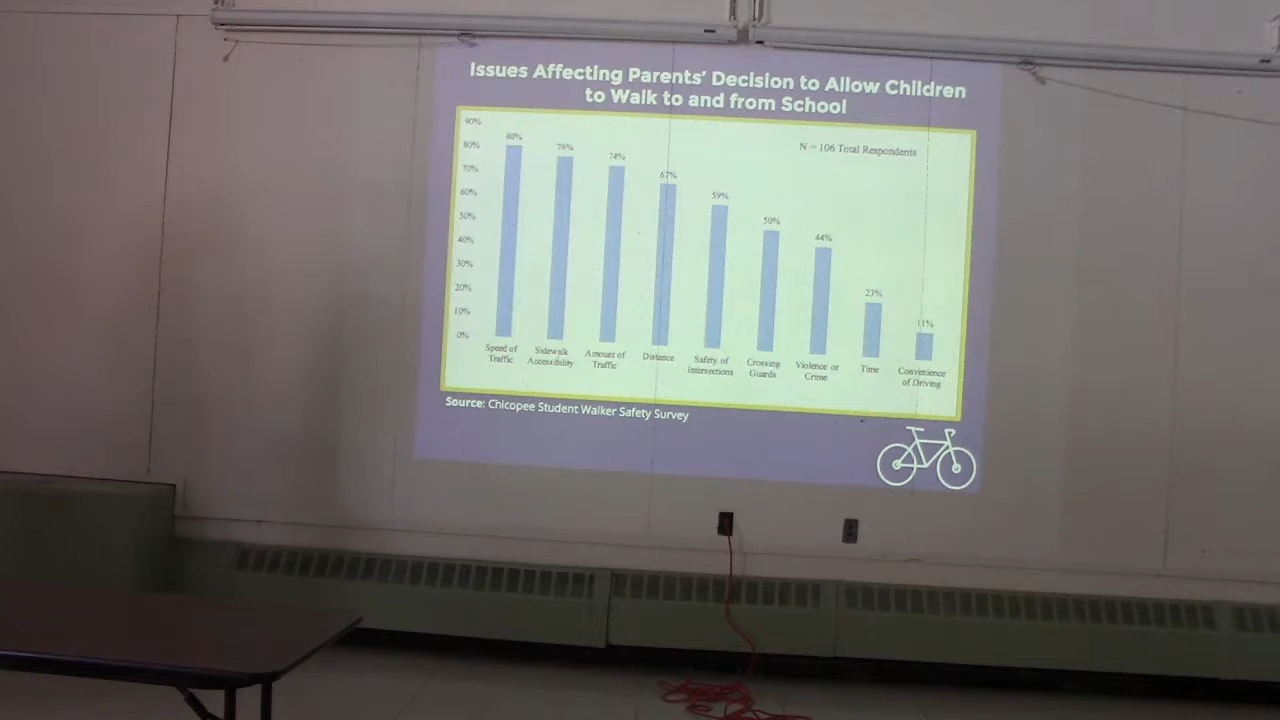 Issues Affecting Parents' Decision to Allow Children
to Walk to and from School
90%
80%
70%
60%
50%
40%
30%
20%
10%
0%
N = 106 Total Respondents
80%
76%
74%
67%
59%
50%
44%
23%
11%
Speed of
Traffic
Sidewalk
Accessibility
Amount of
Traffic
Distance
Safety of
Intersections
Crossing
Guards
Violence or
Crime
Time
Convenience
of Driving
Source: Chicopee Student Walker Safety Survey